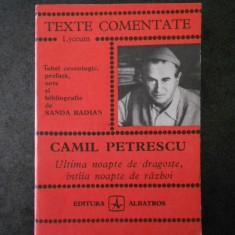 TEXTE COMENTATE
Lyceum
Tabel cronologic,
prefață,
note
și
bibliografie
de
SANDA RADIAN
CAMIL PETRESCU
Ultima noapte de dragoste,
întîia noapte de război
EDITURA ALBATROS